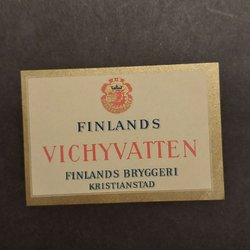 FINLANDS
VICHYVATTEN
FINLANDS BRYGGERI
KRISTIANSTAD